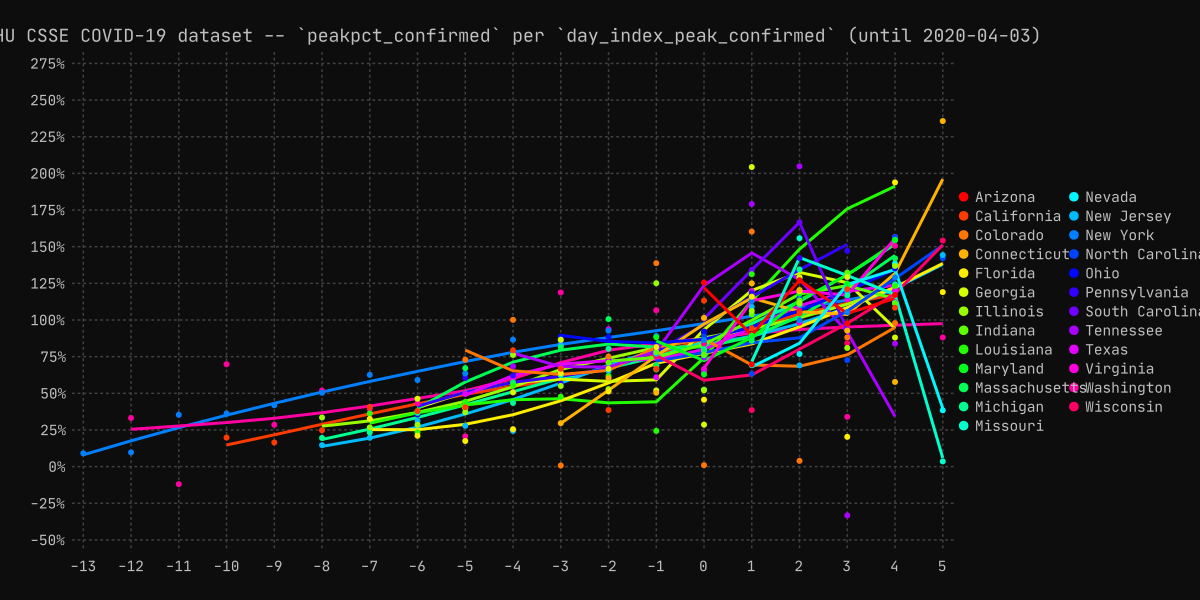 HU CSSE COVID-19 dataset -- `peakpct_confirmed` per `day_index_peak_confirmed` (until 2020-04-03)
275%
250%
225%
200%
175%
150%
125%
100%
75%
50%
25%
0%
-25%
-50%
-13 -12 -11 -10 -9 -8 -7 -6 -5 -4 -3 -2 -1 0 1 2 3 4 5
Arizona
California
Colorado
Connecticut
Florida
Georgia
Illinois
Indiana
Louisiana
Maryland
Massachusetts
Michigan
Missouri
Nevada
New Jersey
New York
North Carolina
Ohio
Pennsylvania
South Carolina
Tennessee
Texas
Virginia
Washington
Wisconsin